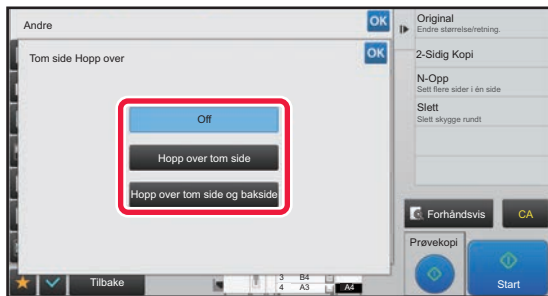 Andre
OK
Tom side Hopp over
OK
Off
Hopp over tom side
Hopp over tom side og bakside
Tilbake
3 B4
4 A3
A4
Original
Endre størrelse/retning.
2-Sidig Kopi
N-Opp
Sett flere sider i én side
Slett
Slett skygge rundt
Forhåndsvis
CA
Prøvekopi
Start